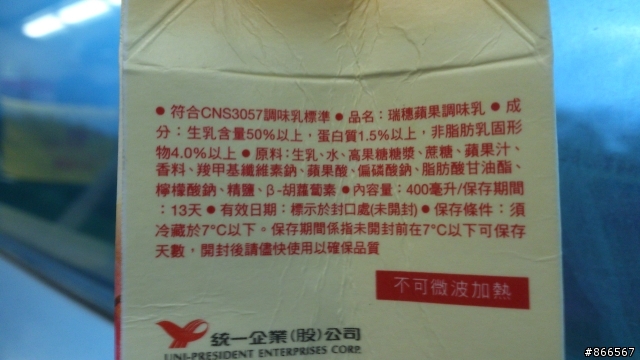 ● 符合CNS3057調味乳標準 ● 品名：瑞穗蘋果調味乳 ● 成
分：生乳含量50%以上，蛋白質1.5%以上，非脂肪乳固形
物4.0%以上 ● 原料：生乳、水、高果糖糖漿、蔗糖、蘋果汁、
香料、羧甲基纖維素鈉、蘋果酸、偏磷酸鈉、脂肪酸甘油酯、
檸檬酸鈉、精鹽、β-胡蘿蔔素 ● 內容量：400毫升/保存期間
：13天 ● 有效日期：標示於封口處(未開封) ● 保存條件：須
冷藏於7°C以下。保存期間係指未開封前在7°C以下可保存
天數，開封後請儘快使用以確保品質
不可微波加熱
統一企業(股)公司
UNI-PRESIDENT ENTERPRISES CORP.
#866567